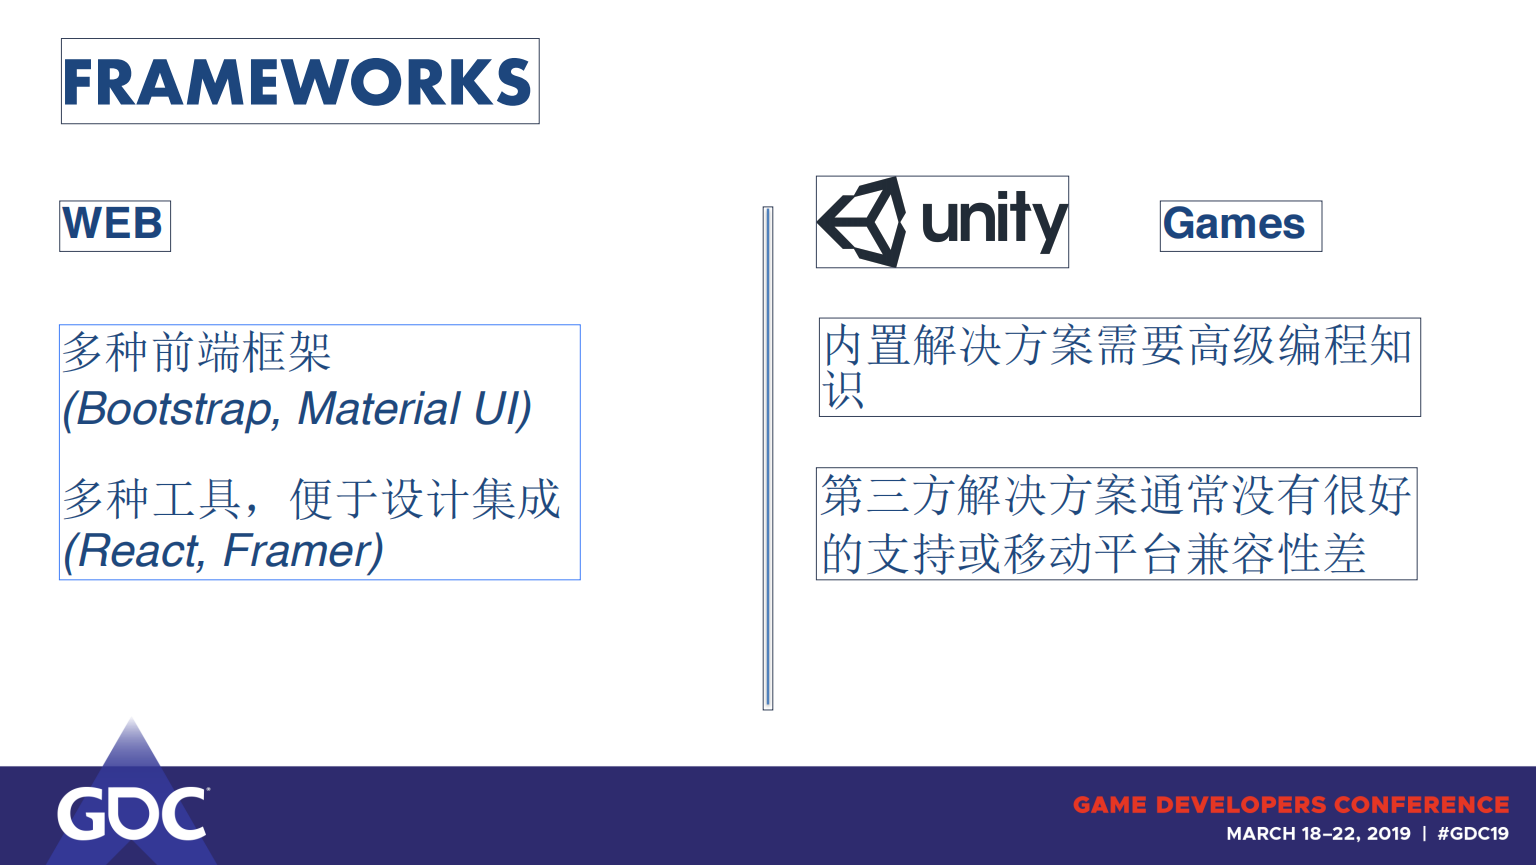 FRAMEWORKS
WEB
多种前端框架
(Bootstrap, Material UI)
多种工具，便于设计集成
(React, Framer)
unity
Games
内置解决方案需要高级编程知
识
第三方解决方案通常没有很好
的支持或移动平台兼容性差
GDC
GAME DEVELOPERS CONFERENCE
MARCH 18–22, 2019 | #GDC19